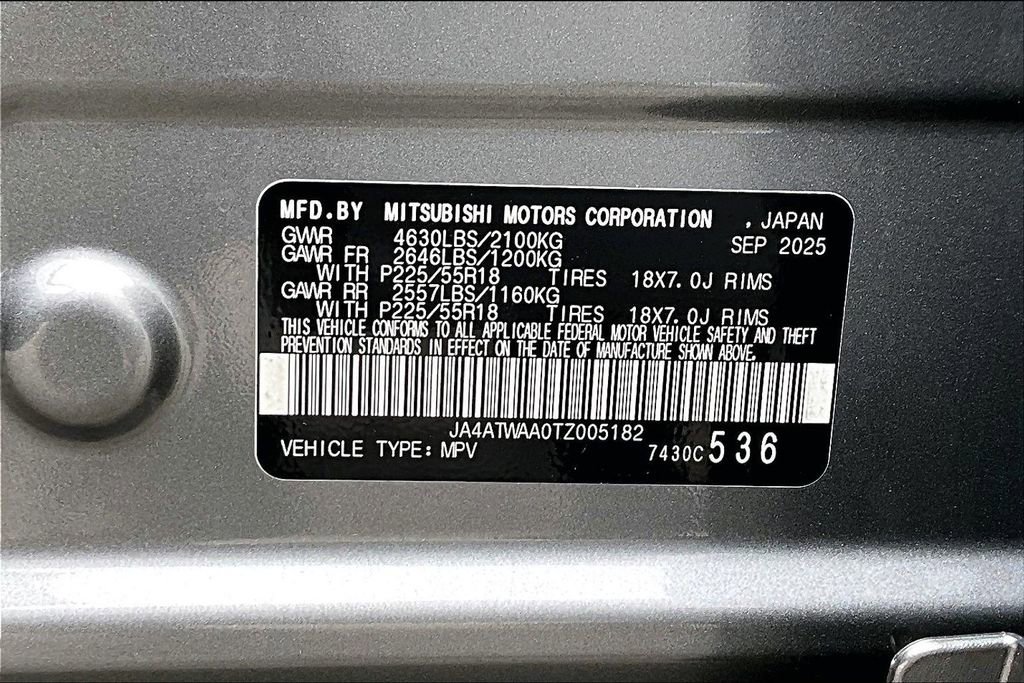 MFD.BY MITSUBISHI MOTORS CORPORATION , JAPAN
GWR 4630LBS/2100KG SEP 2025
GAWR FR 2646LBS/1200KG
WITH P225/55R18 TIRES 18X7.0J RIMS
GAWR RR 2557LBS/1160KG
WITH P225/55R18 TIRES 18X7.0J RIMS
THIS VEHICLE CONFORMS TO ALL APPLICABLE FEDERAL MOTOR VEHICLE SAFETY AND THEFT
PREVENTION STANDARDS IN EFFECT ON THE DATE OF MANUFACTURE SHOWN ABOVE.
JA4ATWAA0TZ005182
VEHICLE TYPE: MPV 7430C 536